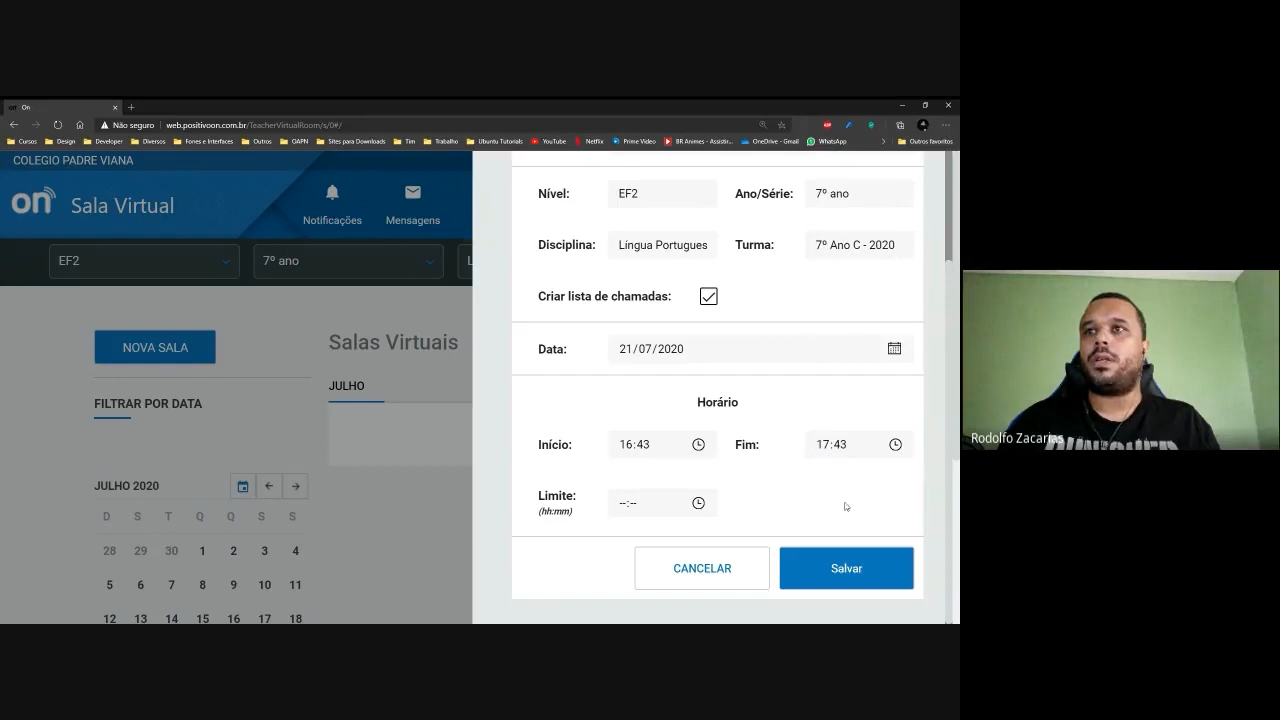 On
Não seguro | web.positivoon.com.br/TeacherVirtualRoom/s/0#/
Cursos Design Developer Diversos Fones e Interfaces Outros OAPN Sites para Downloads Tim Trabalho Ubuntu Tutorials YouTube Netflix Prime Video BR Animes - Assistir... OneDrive - Gmail WhatsApp Outros favoritos
COLEGIO PADRE VIANA
on Sala Virtual
Notificações Mensagens
EF2 7º ano L
NOVA SALA
FILTRAR POR DATA
JULHO 2020
D S T Q Q S S
28 29 30 1 2 3 4
5 6 7 8 9 10 11
12 13 14 15 16 17 18
Salas Virtuais
JULHO
Nível: EF2 Ano/Série: 7º ano
Disciplina: Língua Portugues Turma: 7º Ano C - 2020
Criar lista de chamadas:
Data: 21/07/2020
Horário
Início: 16:43 Fim: 17:43
Limite: --:--
(hh:mm)
CANCELAR Salvar
Rodolfo Zacarias
PUNISHER